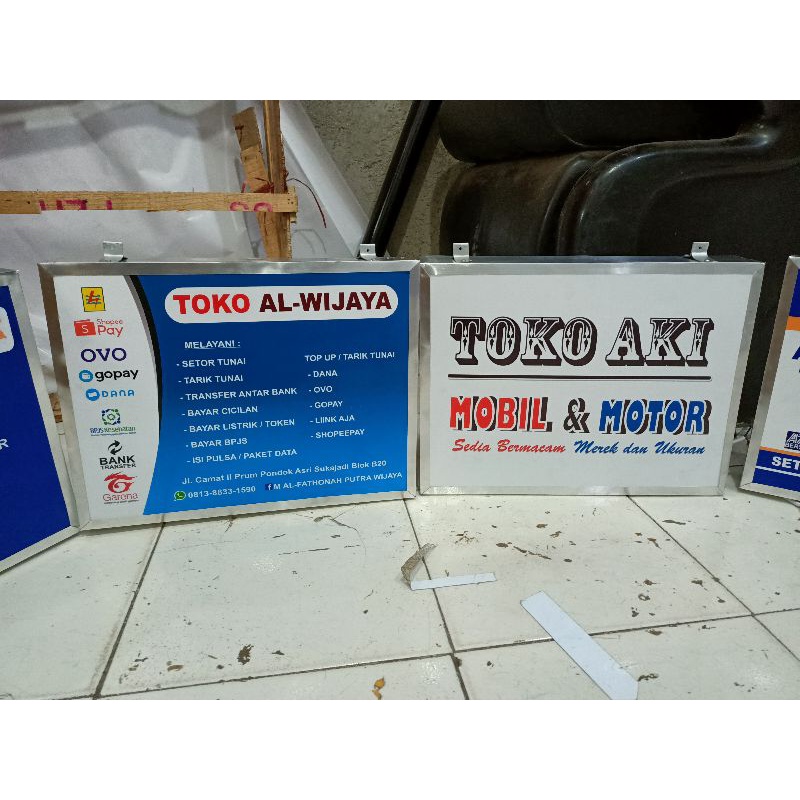 Shopee
Pay
OVO
gopay
DANA
BPJS Kesehatan
BANK
TRANSFER
Garena
TOKO AL-WIJAYA
MELAYANI :
- SETOR TUNAI
- TARIK TUNAI
- TRANSFER ANTAR BANK
- BAYAR CICILAN
- BAYAR LISTRIK / TOKEN
- BAYAR BPJS
- ISI PULSA / PAKET DATA
TOP UP / TARIK TUNAI
- DANA
- OVO
- GOPAY
- LIINK AJA
- SHOPEEPAY
Jl. Camat II Prum Pondok Asri Sukajadi Blok B20
0813-8633-1590 M AL-FATHONAH PUTRA WIJAYA
TOKO AKI
MOBIL & MOTOR
Sedia Bermacam Merek dan Ukuran
SET